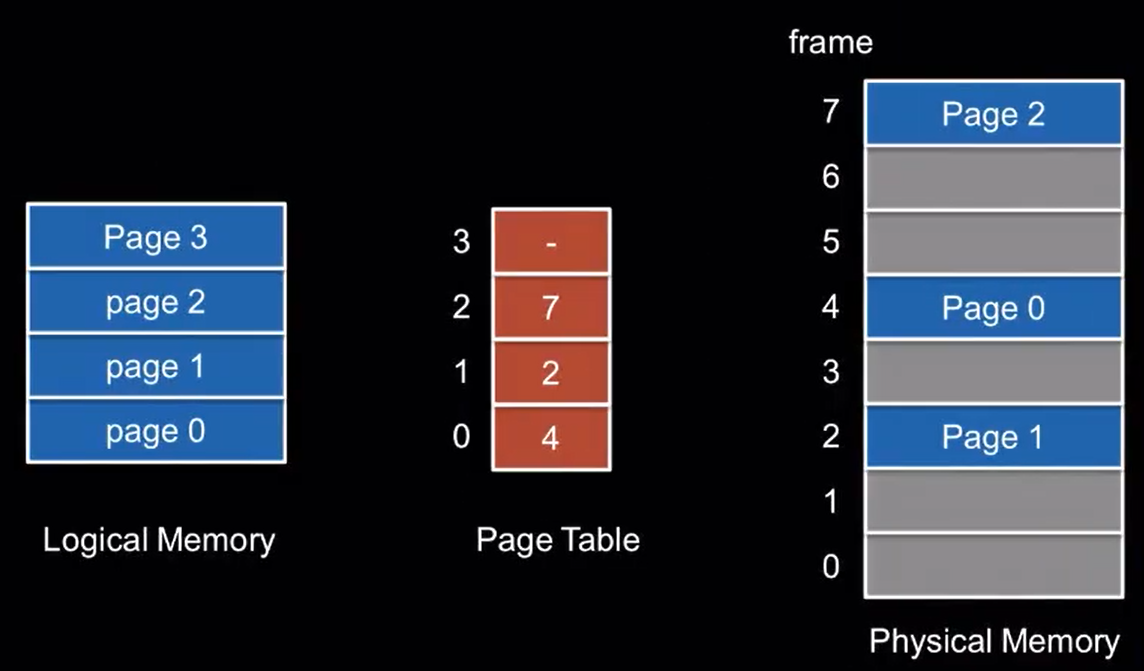 frame
7 Page 2
6
5
4 Page 0
3
2 Page 1
1
0
Page 3
page 2
page 1
page 0
3 -
2 7
1 2
0 4
Logical Memory
Page Table
Physical Memory